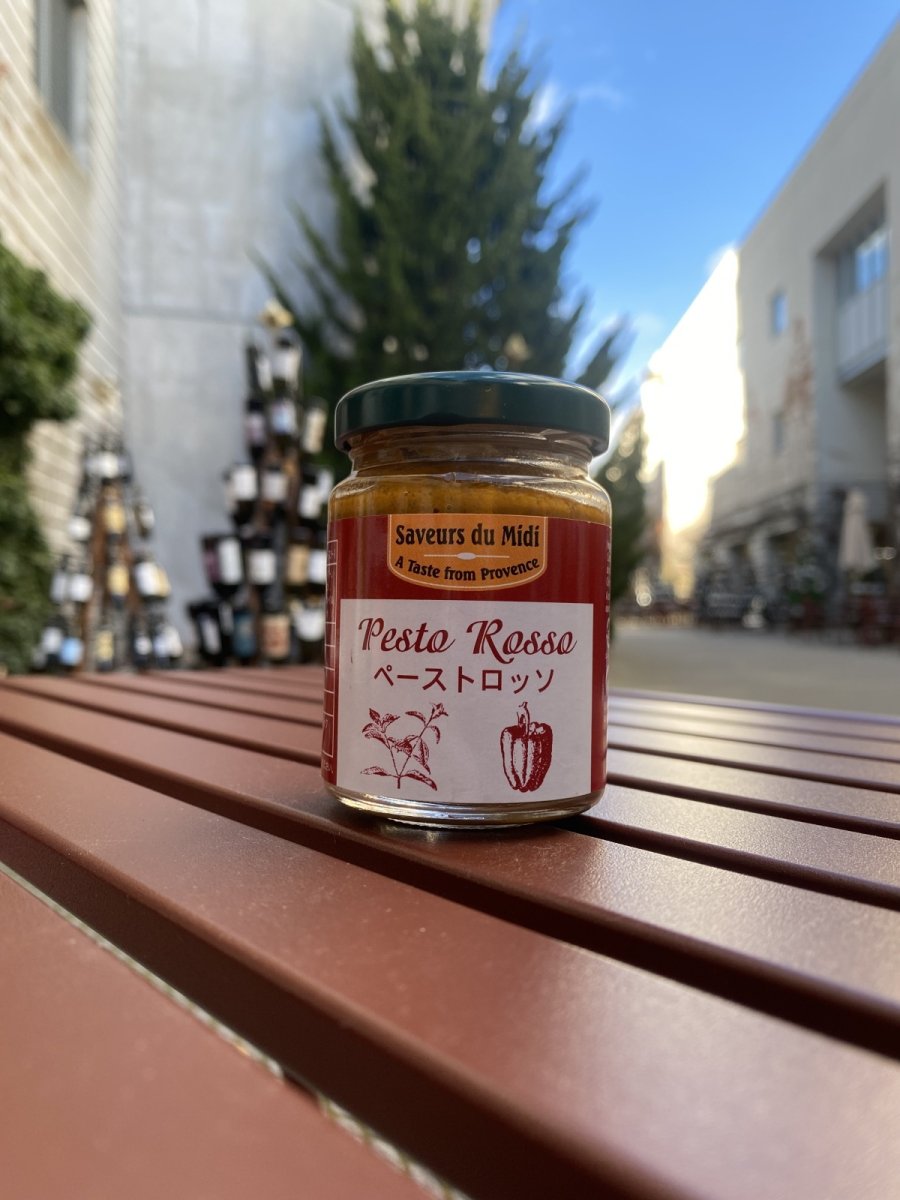 Saveurs du Midi
A Taste from Provence
Pesto Rosso
ペーストロッソ